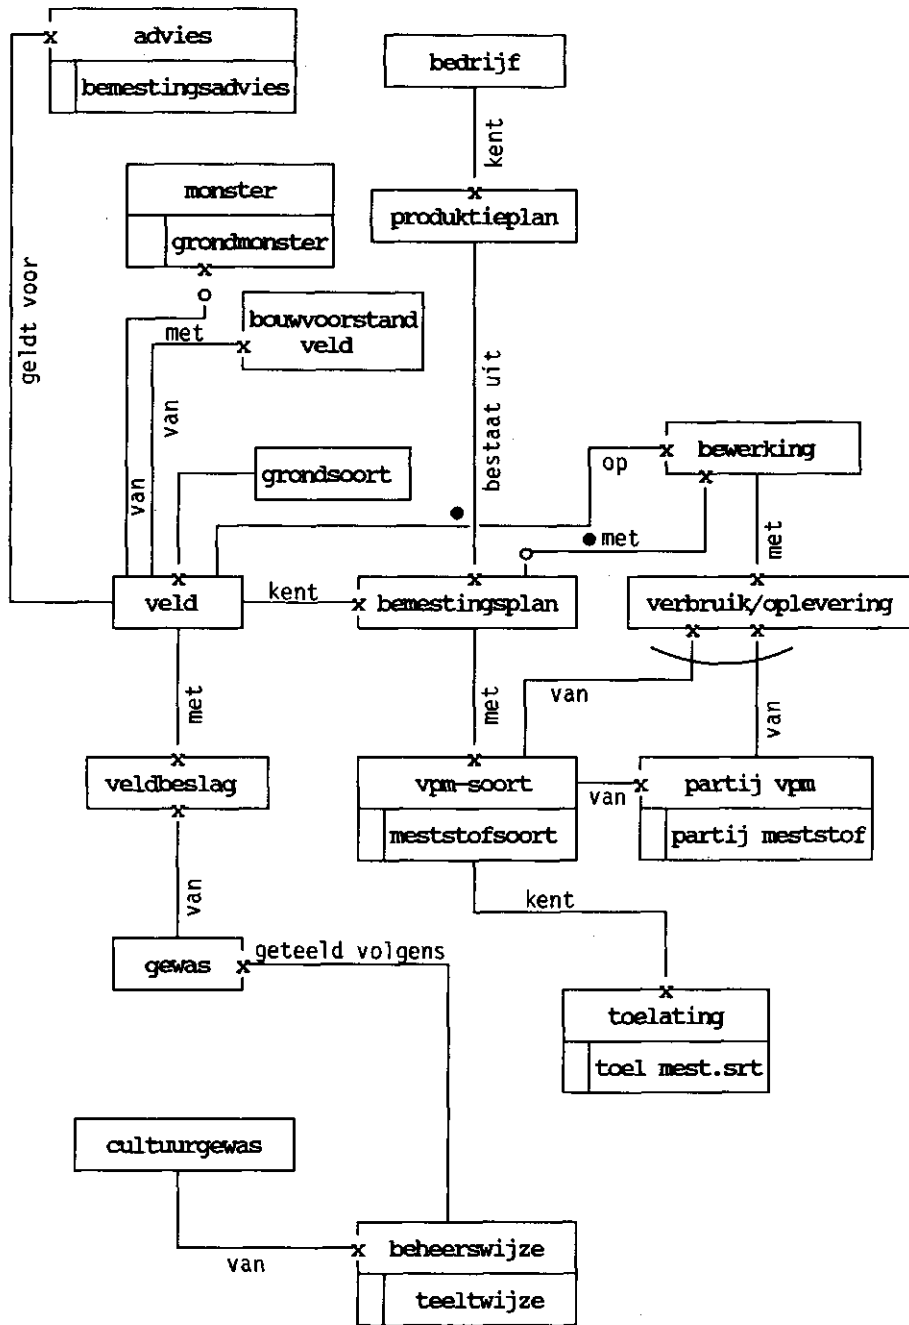 advies
bemestingsadvies
bedrijf
kent
monster
grondmonster
produktieplan
geldt voor
met
bouwvoorstand
veld
van
van
bestaat uit
grondsoort
op
bewerking
met
met
veld
kent
bemestingsplan
verbruik/oplevering
met
met
van
van
veldbeslag
vpm-soort
van
partij vpm
meststofsoort
partij meststof
van
kent
gewas
geteeld volgens
toelating
toel mest.srt
cultuurgewas
van
beheerswijze
teeltwijze